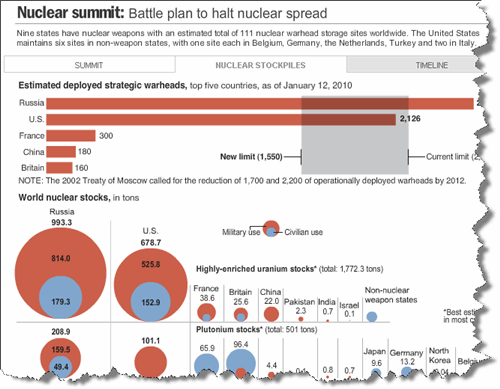 Nuclear summit: Battle plan to halt nuclear spread
Nine states have nuclear weapons with an estimated total of 111 nuclear warhead storage sites worldwide. The United States
maintains six sites in non-weapon states, with one site each in Belgium, Germany, the Netherlands, Turkey and two in Italy.
SUMMIT NUCLEAR STOCKPILES TIMELINE
Estimated deployed strategic warheads, top five countries, as of January 12, 2010
Russia
U.S. 2,126
France 300
China 180
Britain 160
New limit (1,550) Current limit (2,
NOTE: The 2002 Treaty of Moscow called for the reduction of 1,700 and 2,200 of operationally deployed warheads by 2012.
World nuclear stocks, in tons
Russia
993.3
814.0
179.3
U.S.
678.7
525.8
152.9
Military use Civilian use
Highly-enriched uranium stocks* (total: 1,772.3 tons)
France
38.6
Britain
25.6
China
22.0
Pakistan
2.3
India
0.7
Israel
0.1
Non-nuclear
weapon states
*Best esti
in most c
Plutonium stocks* (total: 501 tons)
208.9
159.5
49.4
101.1
65.9
96.4
4.4
0.8
0.7
Japan
9.6
Germany
13.2
North
Korea
0.04
Belgi